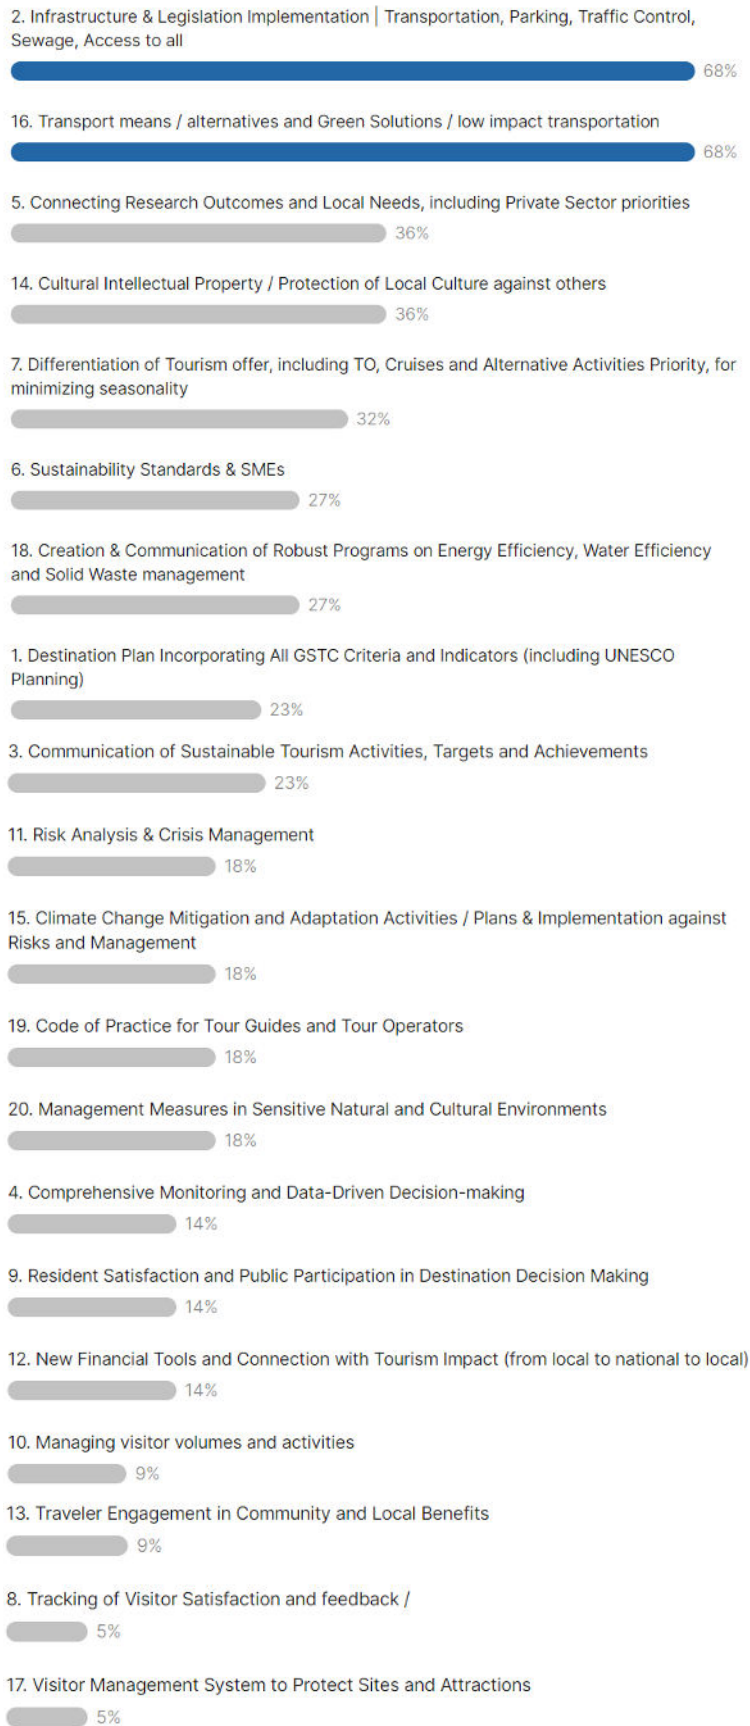 2. Infrastructure & Legislation Implementation | Transportation, Parking, Traffic Control,
Sewage, Access to all
68%
16. Transport means / alternatives and Green Solutions / low impact transportation
68%
5. Connecting Research Outcomes and Local Needs, including Private Sector priorities
36%
14. Cultural Intellectual Property / Protection of Local Culture against others
36%
7. Differentiation of Tourism offer, including TO, Cruises and Alternative Activities Priority, for
minimizing seasonality
32%
6. Sustainability Standards & SMEs
27%
18. Creation & Communication of Robust Programs on Energy Efficiency, Water Efficiency
and Solid Waste management
27%
1. Destination Plan Incorporating All GSTC Criteria and Indicators (including UNESCO
Planning)
23%
3. Communication of Sustainable Tourism Activities, Targets and Achievements
23%
11. Risk Analysis & Crisis Management
18%
15. Climate Change Mitigation and Adaptation Activities / Plans & Implementation against
Risks and Management
18%
19. Code of Practice for Tour Guides and Tour Operators
18%
20. Management Measures in Sensitive Natural and Cultural Environments
18%
4. Comprehensive Monitoring and Data-Driven Decision-making
14%
9. Resident Satisfaction and Public Participation in Destination Decision Making
14%
12. New Financial Tools and Connection with Tourism Impact (from local to national to local)
14%
10. Managing visitor volumes and activities
9%
13. Traveler Engagement in Community and Local Benefits
9%
8. Tracking of Visitor Satisfaction and feedback /
5%
17. Visitor Management System to Protect Sites and Attractions
5%